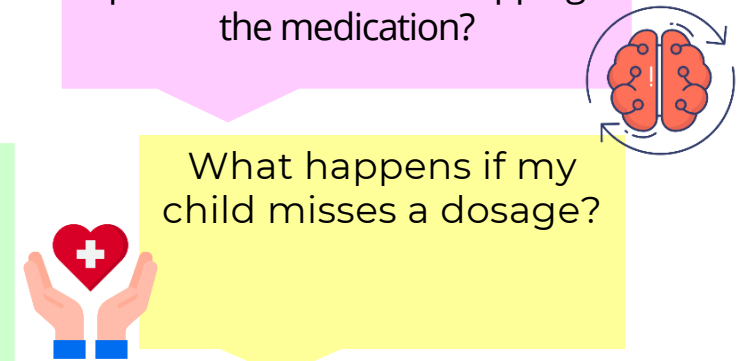 the medication?
What happens if my
child misses a dosage?